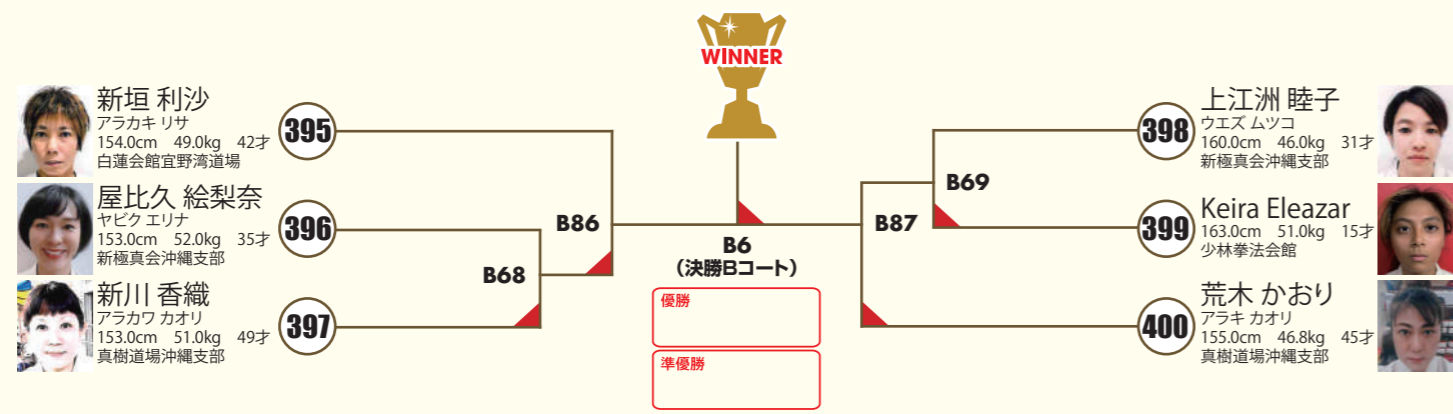 WINNER
新垣 利沙
アラカキ リサ
154.0cm 49.0kg 42才
白蓮会館宜野湾道場
395
屋比久 絵梨奈
ヤビク エリナ
153.0cm 52.0kg 35才
新極真会沖縄支部
396
新川 香織
アラカワ カオリ
153.0cm 51.0kg 49才
真樹道場沖縄支部
397
B68
B86
B6
（決勝Bコート）
優勝
準優勝
B87
B69
398
上江洲 睦子
ウエズ ムツコ
160.0cm 46.0kg 31才
新極真会沖縄支部
399
Keira Eleazar
163.0cm 51.0kg 15才
少林拳法会館
400
荒木 かおり
アラキ カオリ
155.0cm 46.8kg 45才
真樹道場沖縄支部